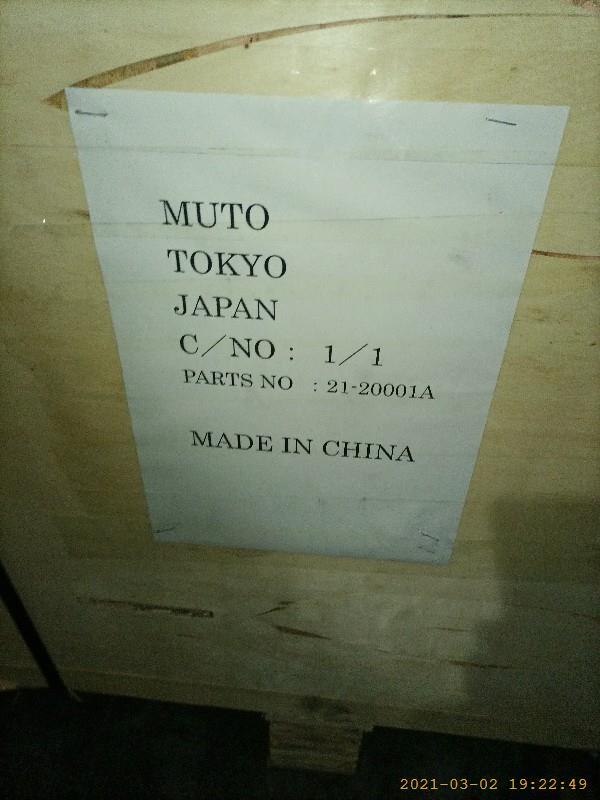 MUTO
TOKYO
JAPAN
C／NO： 1／1
PARTS NO ：21-20001A
MADE IN CHINA
2021-03-02 19:22:49